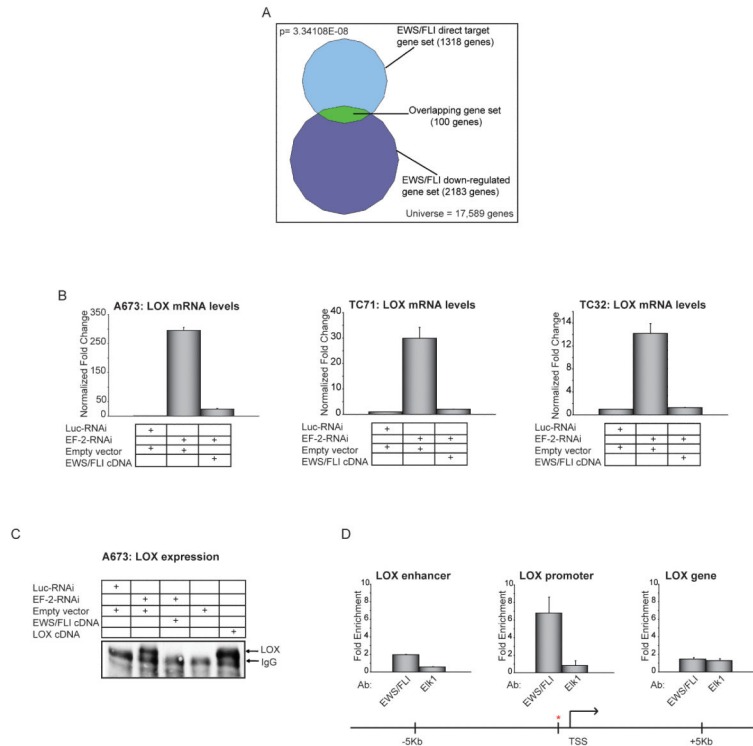 A
p= 3.34108E-08
EWS/FLI direct target
gene set (1318 genes)
Overlapping gene set
(100 genes)
EWS/FLI down-regulated
gene set (2183 genes)
Universe = 17,589 genes
B
A673: LOX mRNA levels
Normalized Fold Change
350
250
150
50
0
Luc-RNAi + 
EF-2-RNAi + +
Empty vector + +
EWS/FLI cDNA +
TC71: LOX mRNA levels
Normalized Fold Change
40
30
20
10
0
Luc-RNAi +
EF-2-RNAi + +
Empty vector + +
EWS/FLI cDNA +
TC32: LOX mRNA levels
Normalized Fold Change
14
12
8
4
0
Luc-RNAi +
EF-2-RNAi + +
Empty vector + +
EWS/FLI cDNA +
C
A673: LOX expression
Luc-RNAi +
EF-2-RNAi + +
Empty vector + + +
EWS/FLI cDNA +
LOX cDNA +
LOX
IgG
D
LOX enhancer
Fold Enrichment
10
8
6
4
2
0
Ab:
EWS/FLI
Elk1
LOX promoter
Fold Enrichment
10
8
6
4
2
0
Ab:
EWS/FLI
Elk1
LOX gene
Fold Enrichment
10
8
6
4
2
0
Ab:
EWS/FLI
Elk1
*
-5Kb
TSS
+5Kb